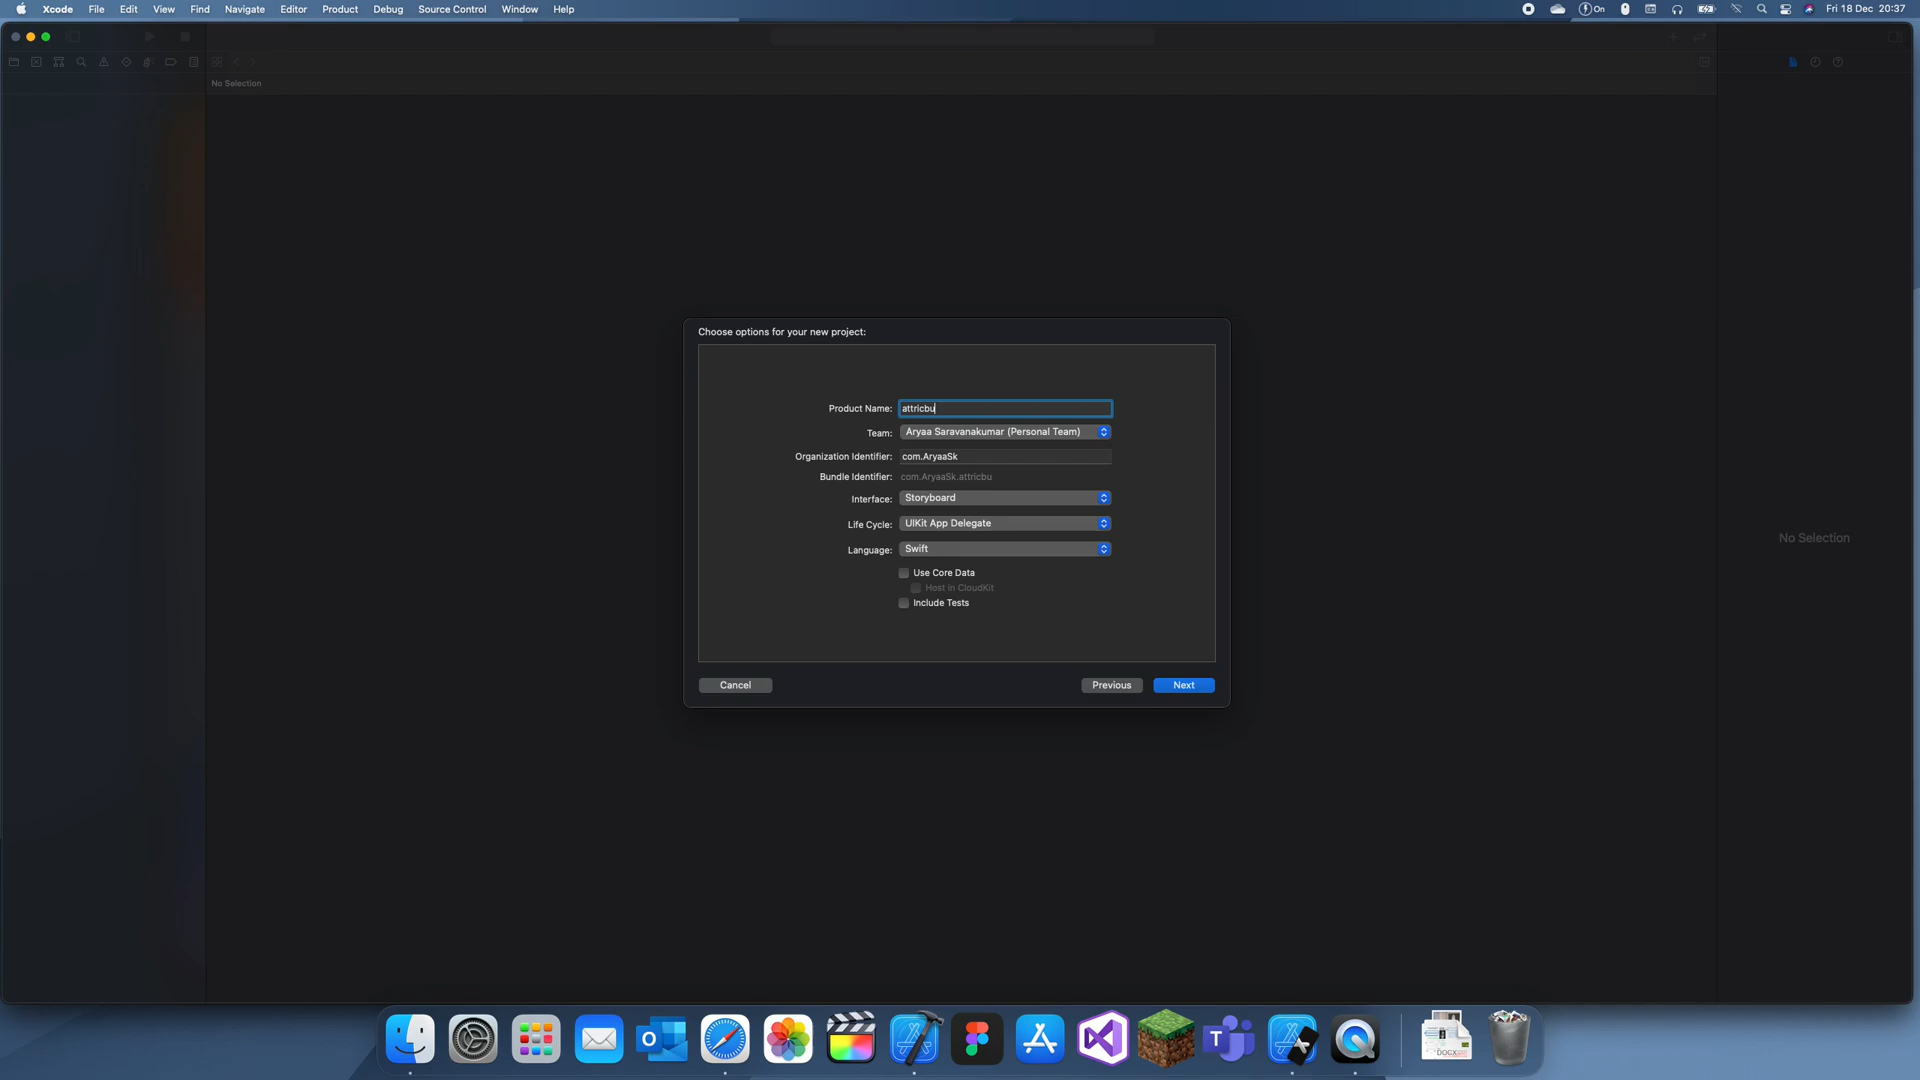 Xcode File Edit View Find Navigate Editor Product Debug Source Control Window Help On Fri 18 Dec 20:37
No Selection
Choose options for your new project:
Product Name: attricbu
Team: Aryaa Saravanakumar (Personal Team)
Organization Identifier: com.AryaaSk
Bundle Identifier: com.AryaaSk.attricbu
Interface: Storyboard
No Selection
Life Cycle: UIKit App Delegate
Language: Swift
Use Core Data
Host in CloudKit
Include Tests
Cancel Previous Next
DOCX